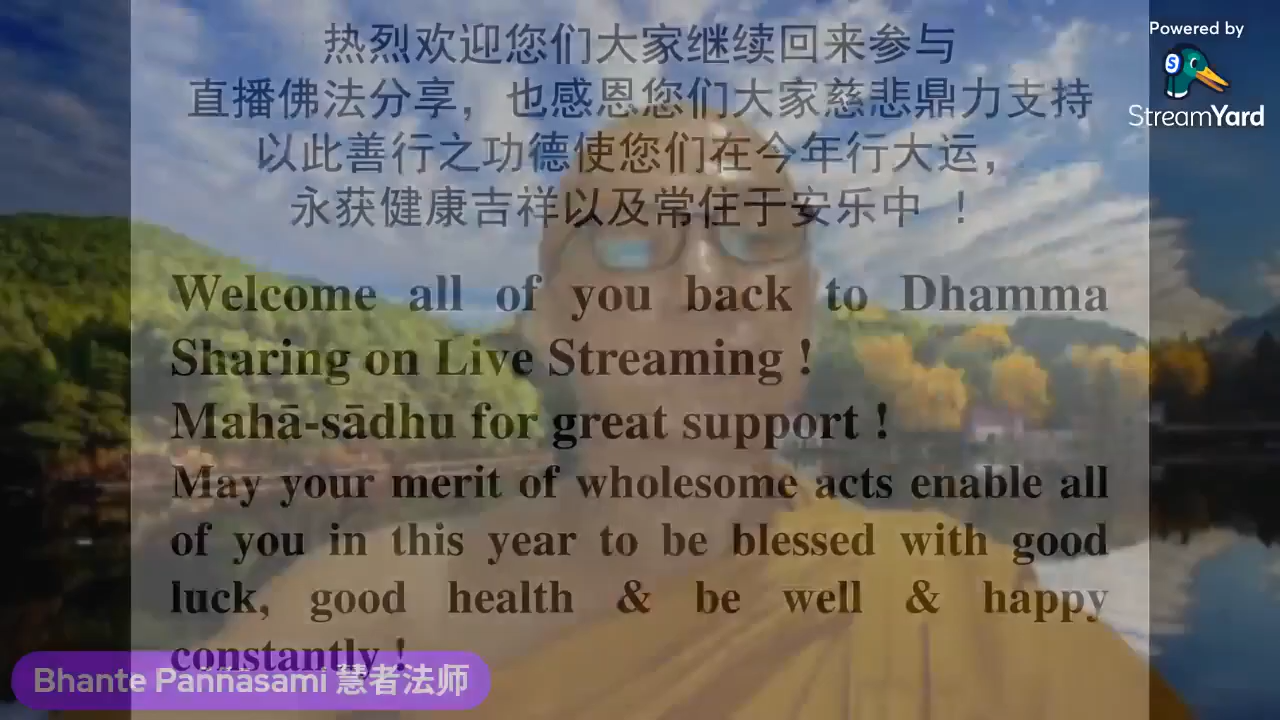 热烈欢迎您们大家继续回来参与
直播佛法分享，也感恩您们大家慈悲鼎力支持
以此善行之功德使您们在今年行大运，
永获健康吉祥以及常住于安乐中 ！
Welcome all of you back to Dhamma
Sharing on Live Streaming !
Mahā-sādhu for great support !
May your merit of wholesome acts enable all
of you in this year to be blessed with good
luck, good health & be well & happy
constantly !
Bhante Paññāsami 慧者法师
Powered by
StreamYard